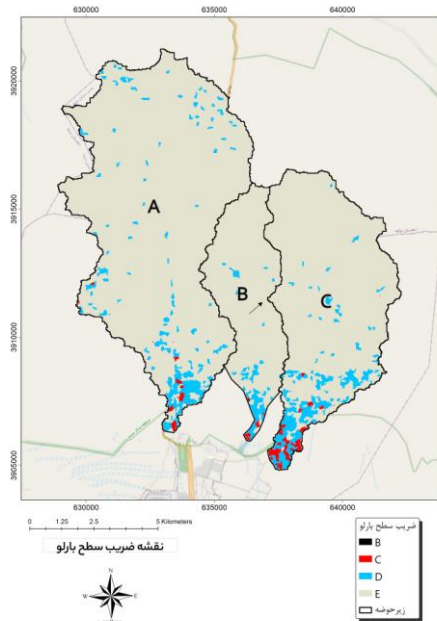 630000 635000 640000
3920000
3915000
3910000
3905000
A
B
C
630000 635000 640000
0 1.25 2.5 5 Kilometers
نقشه ضریب سطح بارلو
N
W E
ضریب سطح بارلو
B
C
D
E
زیرحوضه